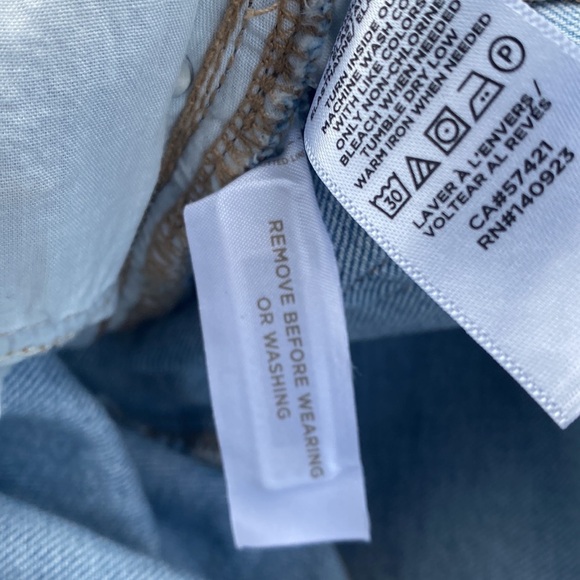 TURN INSIDE OUT
MACHINE WASH COLD
WITH LIKE COLORS
ONLY NON-CHLORINE
BLEACH WHEN NEEDED
TUMBLE DRY LOW
WARM IRON WHEN NEEDED
30
P
LAVER À L'ENVERS /
VOLTEAR AL REVÉS
CA#57421
RN#140923
REMOVE BEFORE WEARING
OR WASHING